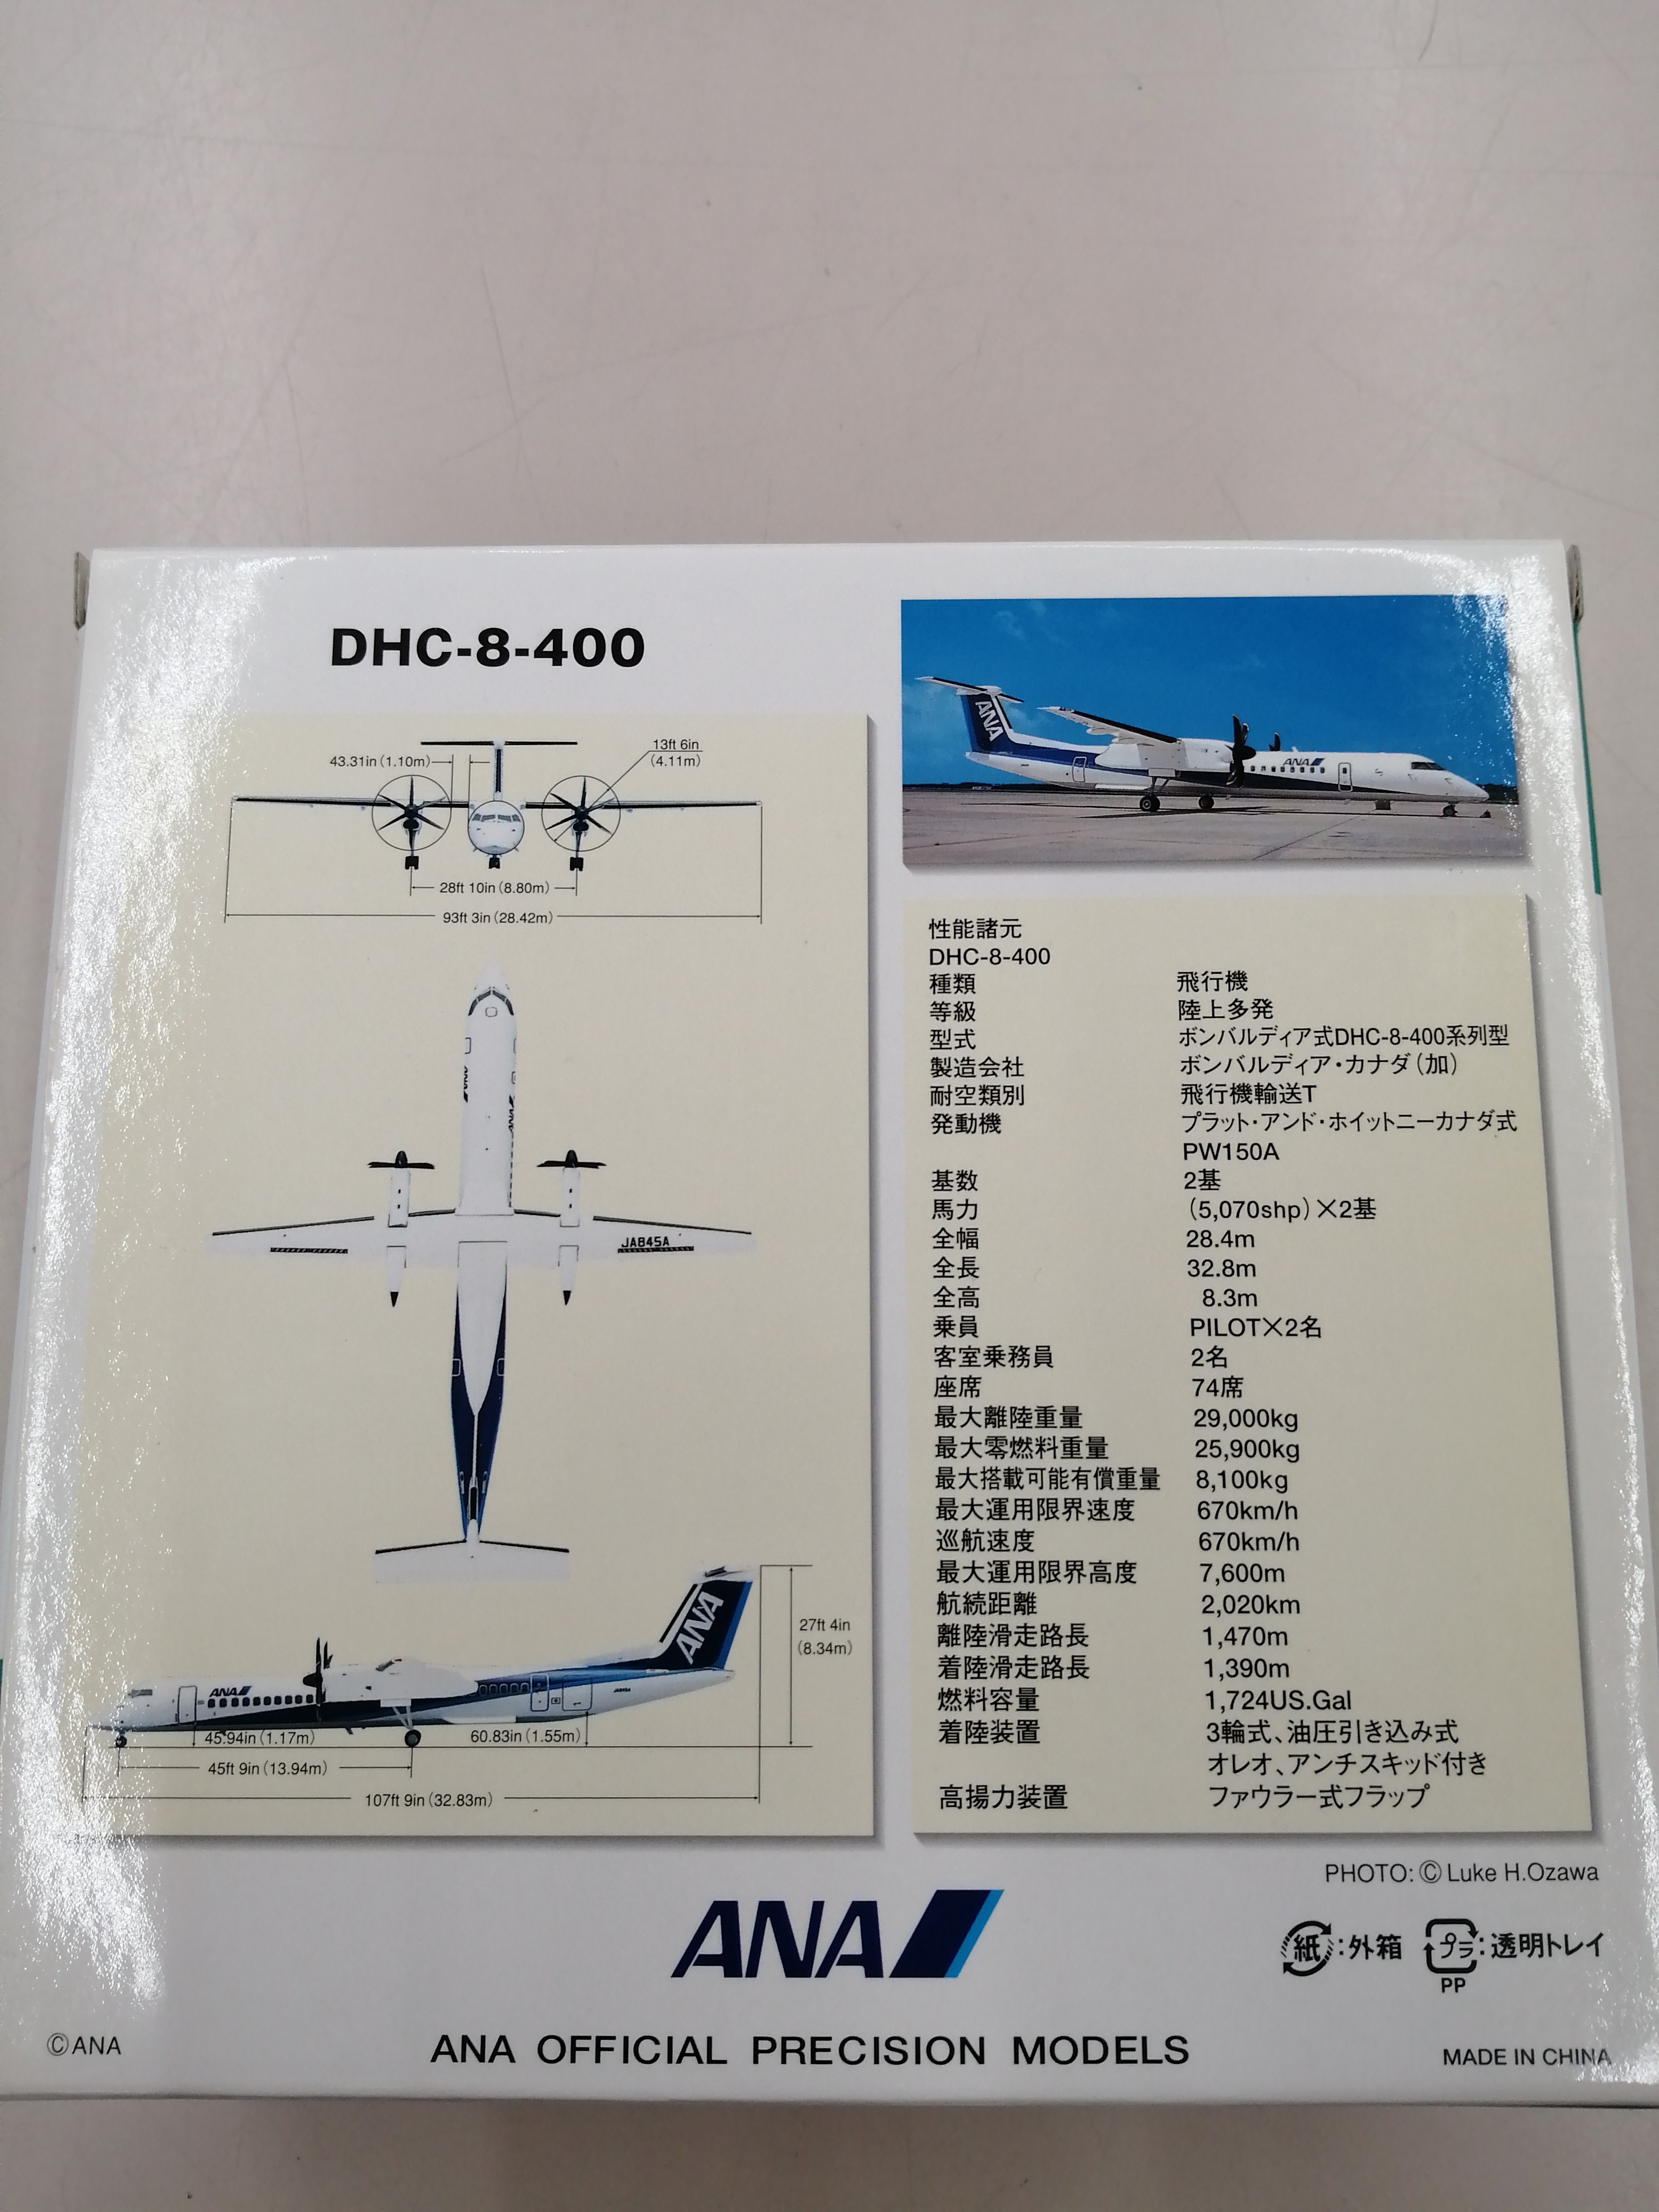 DHC-8-400
43.31in(1.10m)
13ft 6in
(4.11m)
28ft 10in(8.80m)
93ft 3in(28.42m)
ANA
ANA
JA845A
ANA
ANA
27ft 4in
(8.34m)
45.94in(1.17m)
60.83in(1.55m)
45ft 9in(13.94m)
107ft 9in(32.83m)
ANA
ANA
性能諸元
DHC-8-400
種類 飛行機
等級 陸上多発
型式 ボンバルディア式DHC-8-400系列型
製造会社 ボンバルディア・カナダ(加)
耐空類別 飛行機輸送T
発動機 プラット・アンド・ホイットニーカナダ式
PW150A
基数 2基
馬力 (5,070shp)×2基
全幅 28.4m
全長 32.8m
全高 8.3m
乗員 PILOT×2名
客室乗務員 2名
座席 74席
最大離陸重量 29,000kg
最大零燃料重量 25,900kg
最大搭載可能有償重量 8,100kg
最大運用限界速度 670km/h
巡航速度 670km/h
最大運用限界高度 7,600m
航続距離 2,020km
離陸滑走路長 1,470m
着陸滑走路長 1,390m
燃料容量 1,724US.Gal
着陸装置 3輪式、油圧引き込み式
オレオ、アンチスキッド付き
高揚力装置 ファウラー式フラップ
PHOTO:©Luke H.Ozawa
ANA
紙:外箱 プラ:透明トレイ
PP
©ANA
ANA OFFICIAL PRECISION MODELS
MADE IN CHINA